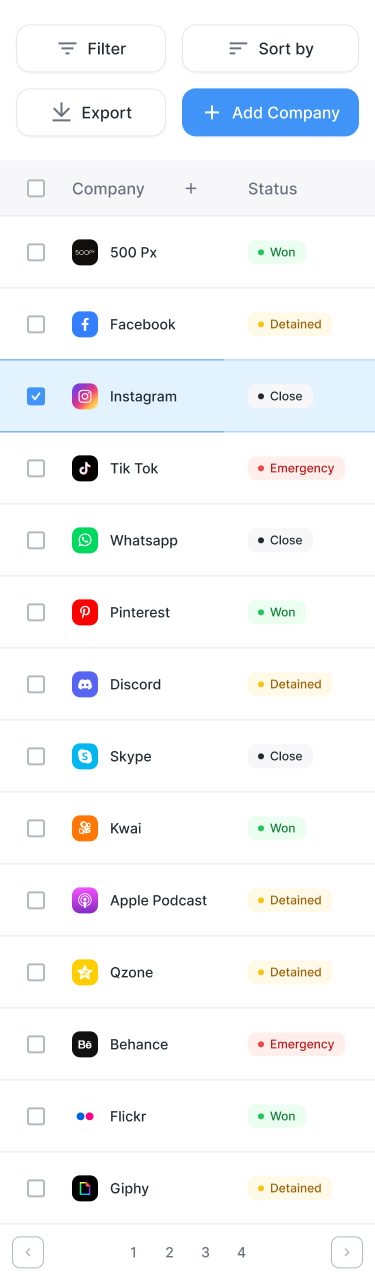 Filter
Sort by
Export
Add Company
Company + Status
500px 500 Px Won
Facebook Detained
Instagram Close
Tik Tok Emergency
Whatsapp Close
Pinterest Won
Discord Detained
Skype Close
Kwai Won
Apple Podcast Detained
Qzone Detained
Bē Behance Emergency
Flickr Won
Giphy Detained
1 2 3 4